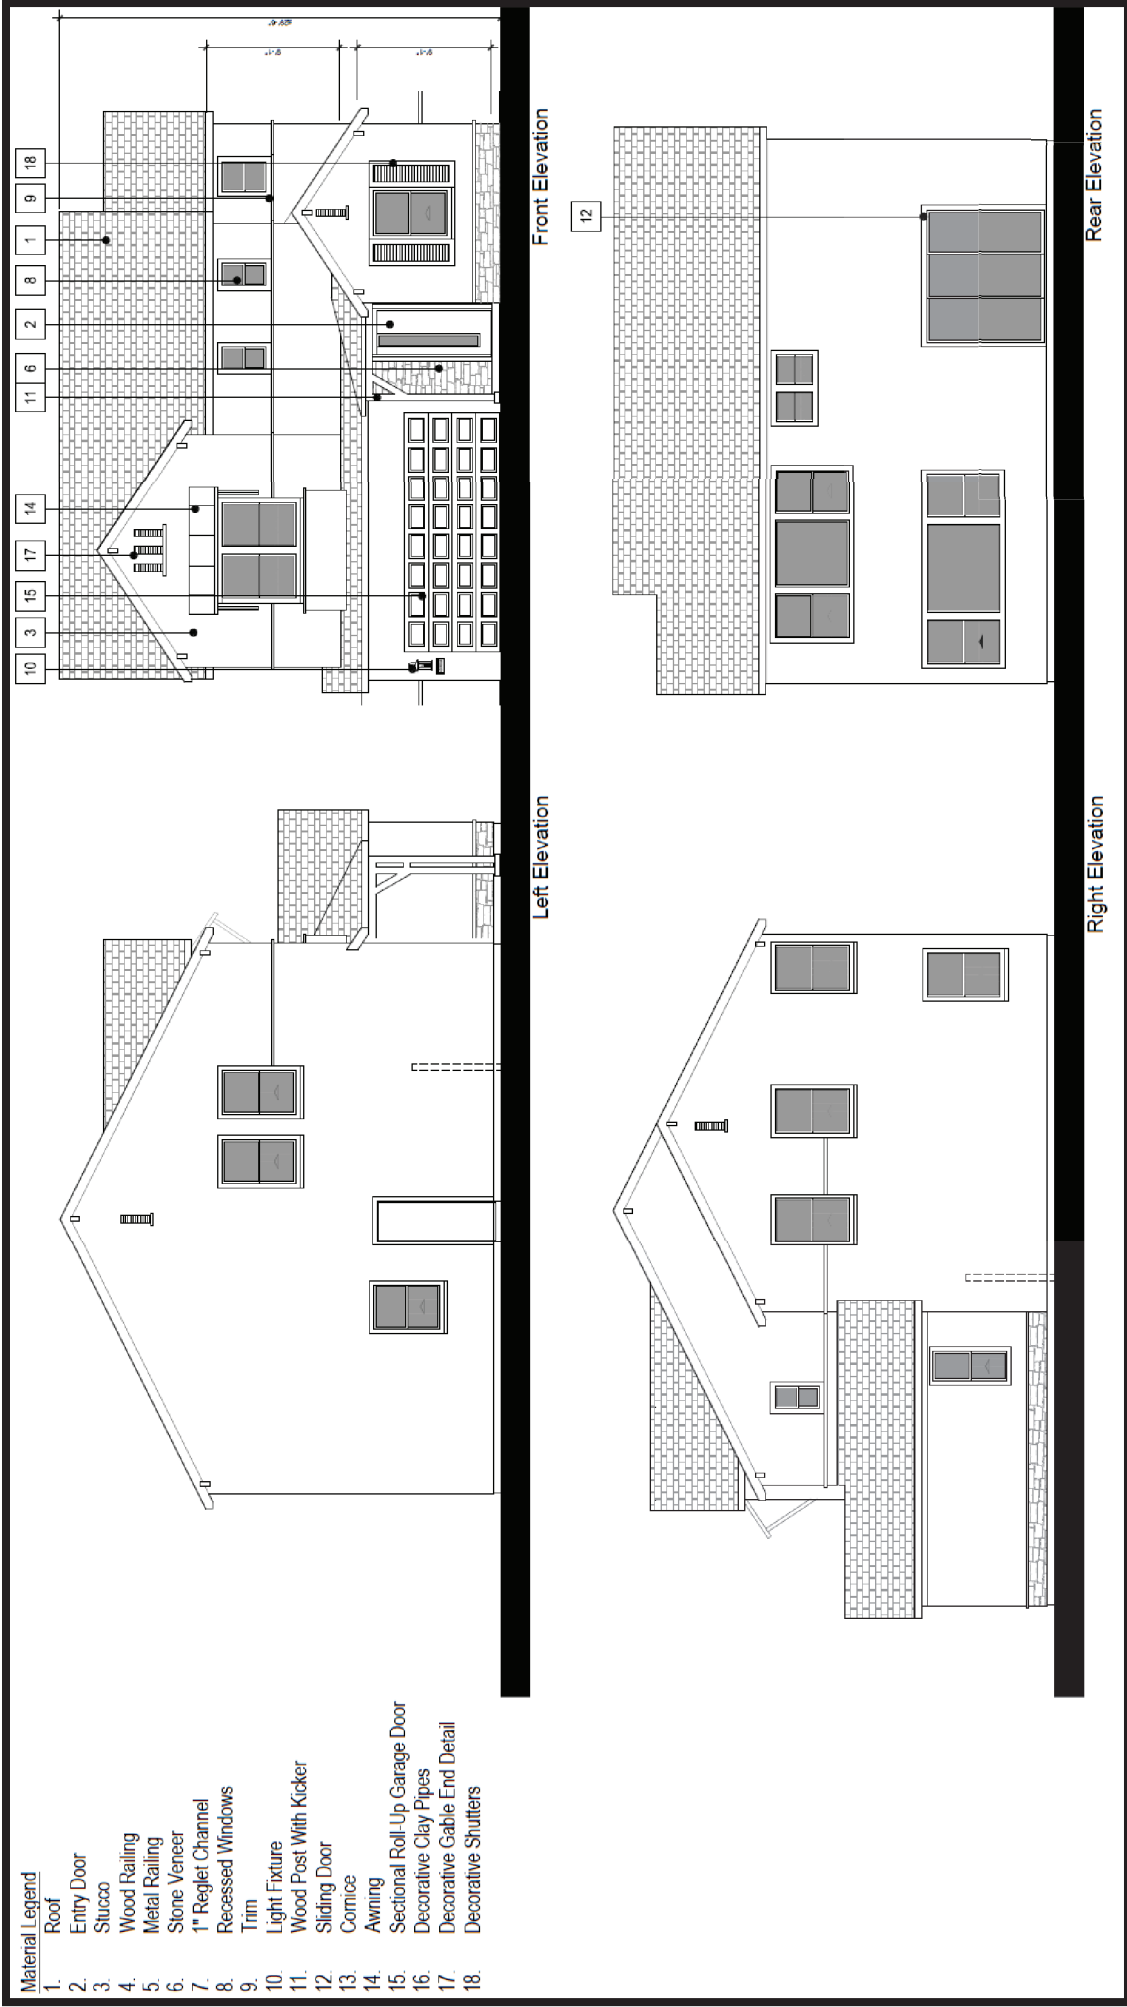 Material Legend
1. Roof
2. Entry Door
3. Stucco
4. Wood Railing
5. Metal Railing
6. Stone Veneer
7. 1" Reglet Channel
8. Recessed Windows
9. Trim
10. Light Fixture
11. Wood Post With Kicker
12. Sliding Door
13. Cornice
14. Awning
15. Sectional Roll-Up Garage Door
16. Decorative Clay Pipes
17. Decorative Gable End Detail
18. Decorative Shutters
10 3 15 17 14 11 6 2 8 1 9 18
9'-1"
9'-1"
Left Elevation
Front Elevation
12
Right Elevation
Rear Elevation